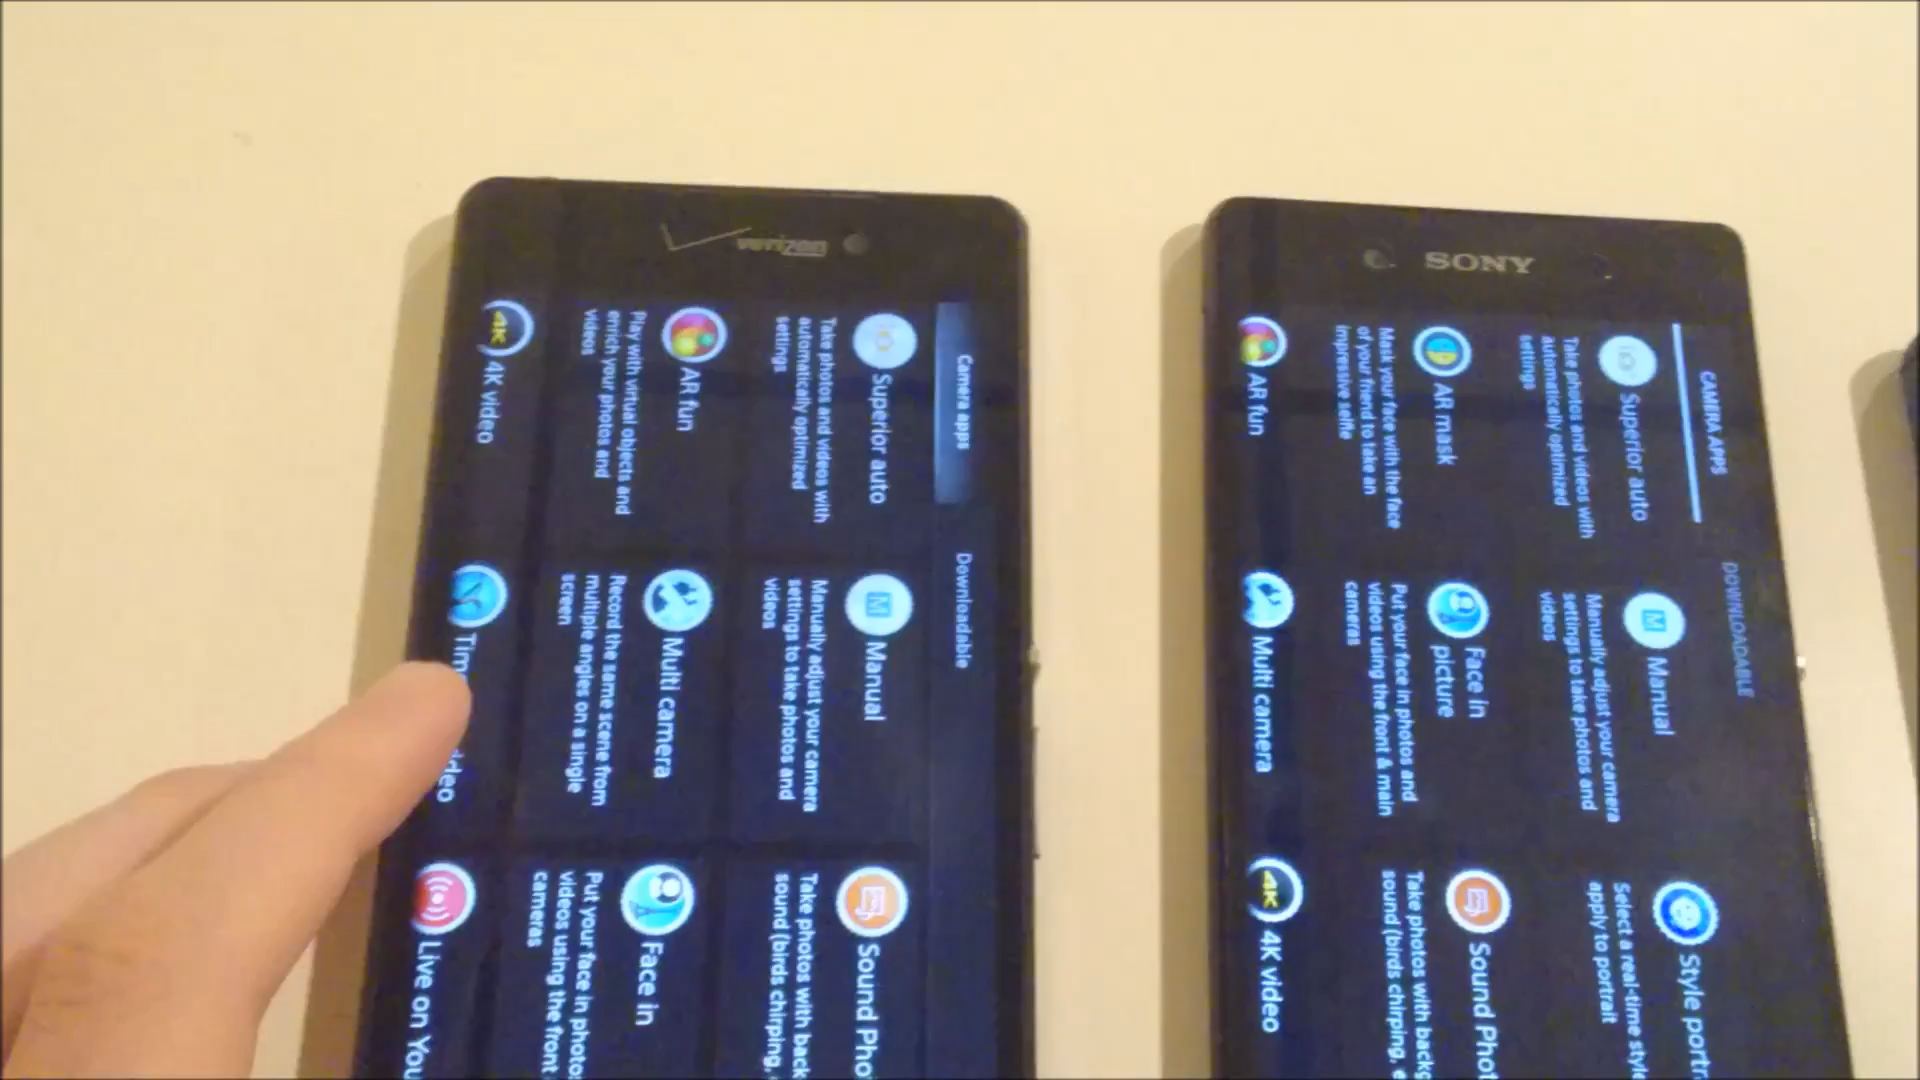 verizon
Camera apps
Downloadable
Superior auto
Take photos and videos with
automatically optimized
settings
Manual
Manually adjust your camera
settings to take photos and
videos
Sound Pho
Take photos with back
sound (birds chirping,
AR fun
Play with virtual objects and
enrich your photos and
videos
Multi camera
Record the same scene from
multiple angles on a single
screen
Face in
Put your face in photos
videos using the front
cameras
4K
4K video
Live on You
SONY
CAMERA APPS
DOWNLOADABLE
Superior auto
Take photos and videos with
automatically optimized
settings
M
Manual
Manually adjust your camera
settings to take photos and
videos
Style portr
Select a real-time style
apply to portrait
AR mask
Mask your face with the face
of your friend to take an
impressive selfie
Face in
picture
Put your face in photos and
videos using the front & main
cameras
Sound Phot
Take photos with backg
sound (birds chirping, e
AR fun
Multi camera
4K
4K video